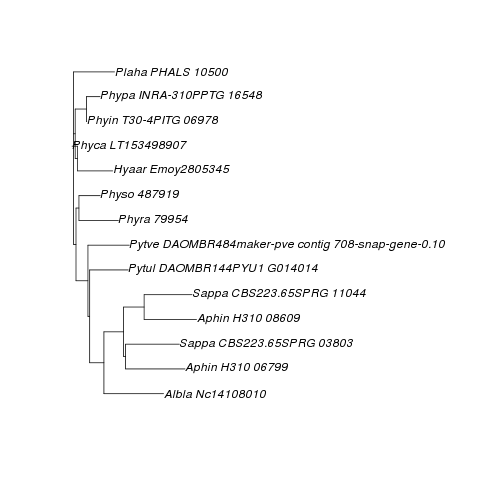 Plaha PHALS 10500
Phypa INRA-310PPTG 16548
Phyin T30-4PITG 06978
Phyca LT153498907
Hyaar Emoy2805345
Physo 487919
Phyra 79954
Pytve DAOMBR484maker-pve contig 708-snap-gene-0.10
Pytul DAOMBR144PYU1 G014014
Sappa CBS223.65SPRG 11044
Aphin H310 08609
Sappa CBS223.65SPRG 03803
Aphin H310 06799
Albla Nc14108010